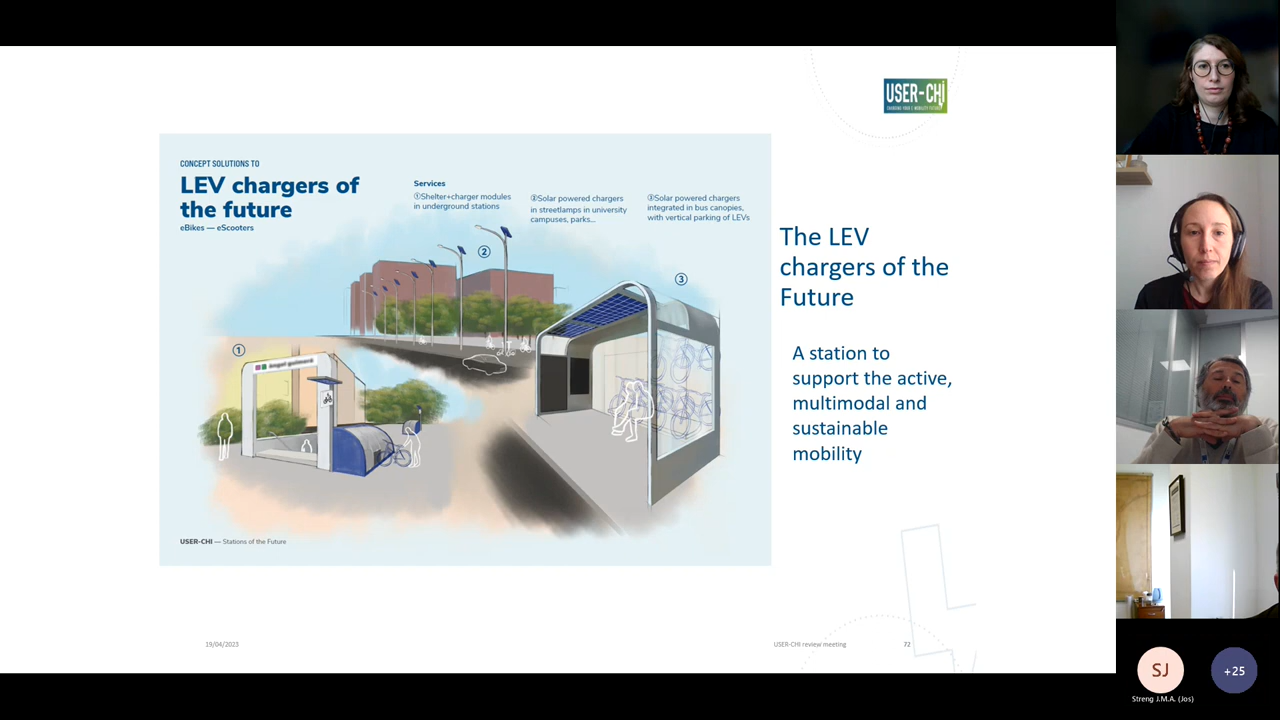 USER-CHi
CONCEPT SOLUTIONS TO
LEV chargers of
the future
eBikes — eScooters
Services
①Shelter+charger modules
in underground stations
②Solar powered chargers
in streetlamps in university
campuses, parks...
③Solar powered chargers
integrated in bus canopies,
with vertical parking of LEVs
②
③
①
USER-CHI — Stations of the Future
The LEV
chargers of the
Future
A station to
support the active,
multimodal and
sustainable
mobility
19/04/2023
USER-CHI review meeting
72
SJ
+25
Streng J.M.A. (Jos)